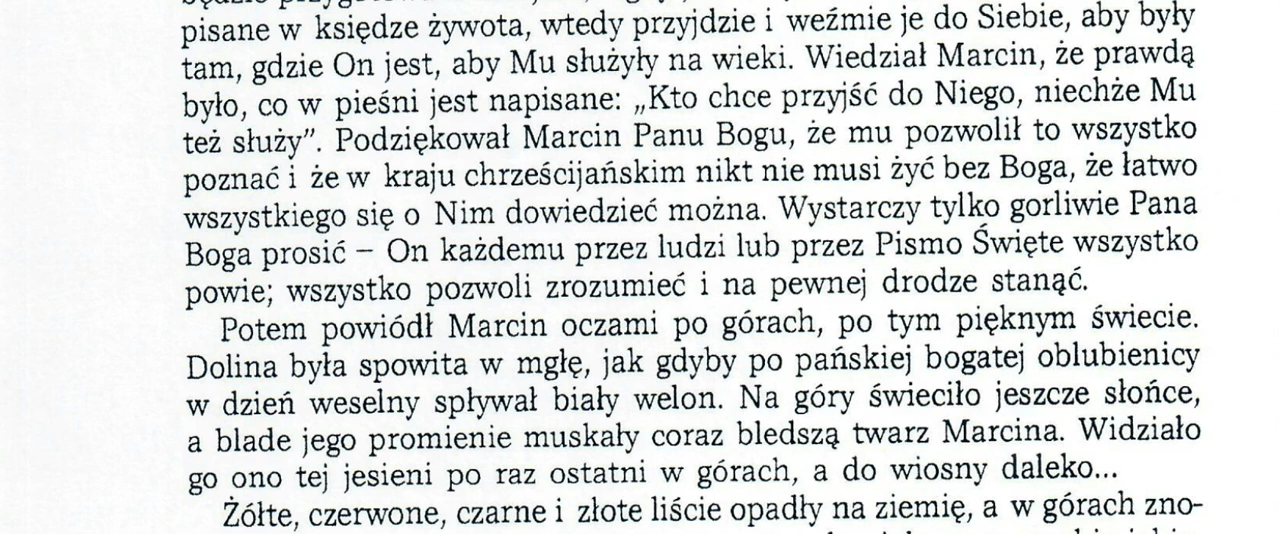 pisane w księdze żywota, wtedy przyjdzie i weźmie je do Siebie, aby były
tam, gdzie On jest, aby Mu służyły na wieki. Wiedział Marcin, że prawdą
było, co w pieśni jest napisane: „Kto chce przyjść do Niego, niechże Mu
też służy”. Podziękował Marcin Panu Bogu, że mu pozwolił to wszystko
poznać i że w kraju chrześcijańskim nikt nie musi żyć bez Boga, że łatwo
wszystkiego się o Nim dowiedzieć można. Wystarczy tylko gorliwie Pana
Boga prosić – On każdemu przez ludzi lub przez Pismo Święte wszystko
powie; wszystko pozwoli zrozumieć i na pewnej drodze stanąć.
Potem powiódł Marcin oczami po górach, po tym pięknym świecie.
Dolina była spowita w mgłę, jak gdyby po pańskiej bogatej oblubienicy
w dzień weselny spływał biały welon. Na góry świeciło jeszcze słońce,
a blade jego promienie muskały coraz bledszą twarz Marcina. Widziało
go ono tej jesieni po raz ostatni w górach, a do wiosny daleko...
Żółte, czerwone, czarne i złote liście opadły na ziemię, a w górach zno-